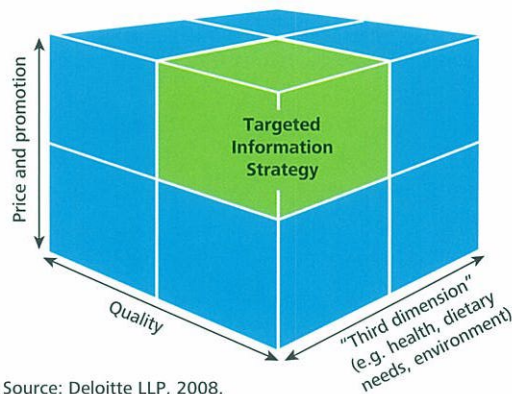 Price and promotion
Targeted
Information
Strategy
Quality
"Third dimension"
(e.g. health, dietary
needs, environment)
Source: Deloitte LLP, 2008.